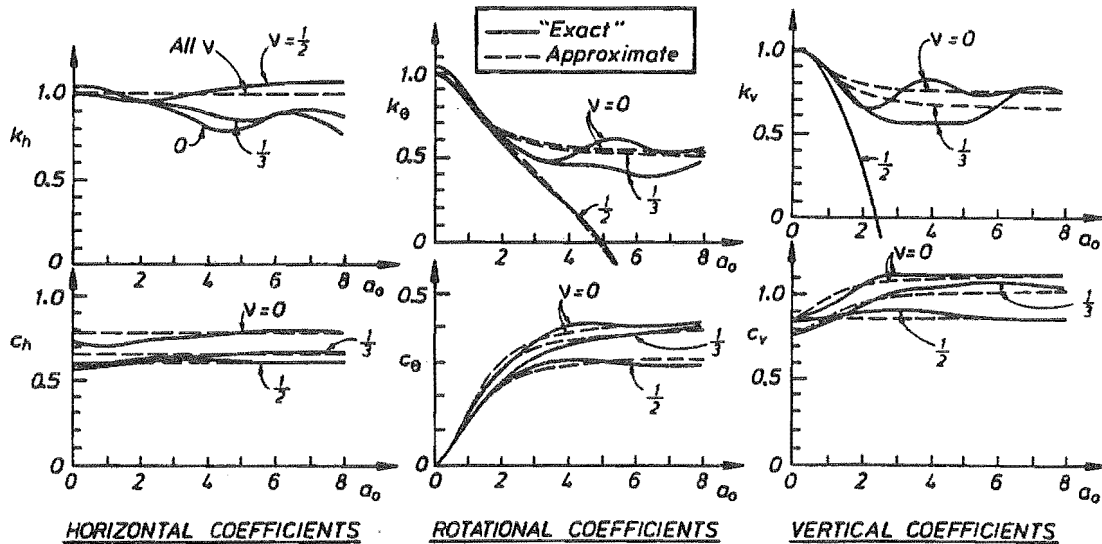 "Exact"
Approximate
All ν
ν=1/2
1.0
k_h
0.5
0
1/3
0
2
4
6
8
a_o
1.0
k_θ
0.5
0
ν=0
1/2
1/3
2
4
6
8
a_o
1.0
k_v
0.5
0
ν=0
1/2
1/3
2
4
6
8
a_o
1.0
c_h
0.5
0
ν=0
1/3
1/2
2
4
6
8
a_o
0.5
c_θ
0
ν=0
1/3
1/2
0
2
4
6
8
a_o
1.0
c_v
0.5
0
ν=0
1/3
1/2
0
2
4
6
8
a_o
HORIZONTAL COEFFICIENTS
ROTATIONAL COEFFICIENTS
VERTICAL COEFFICIENTS